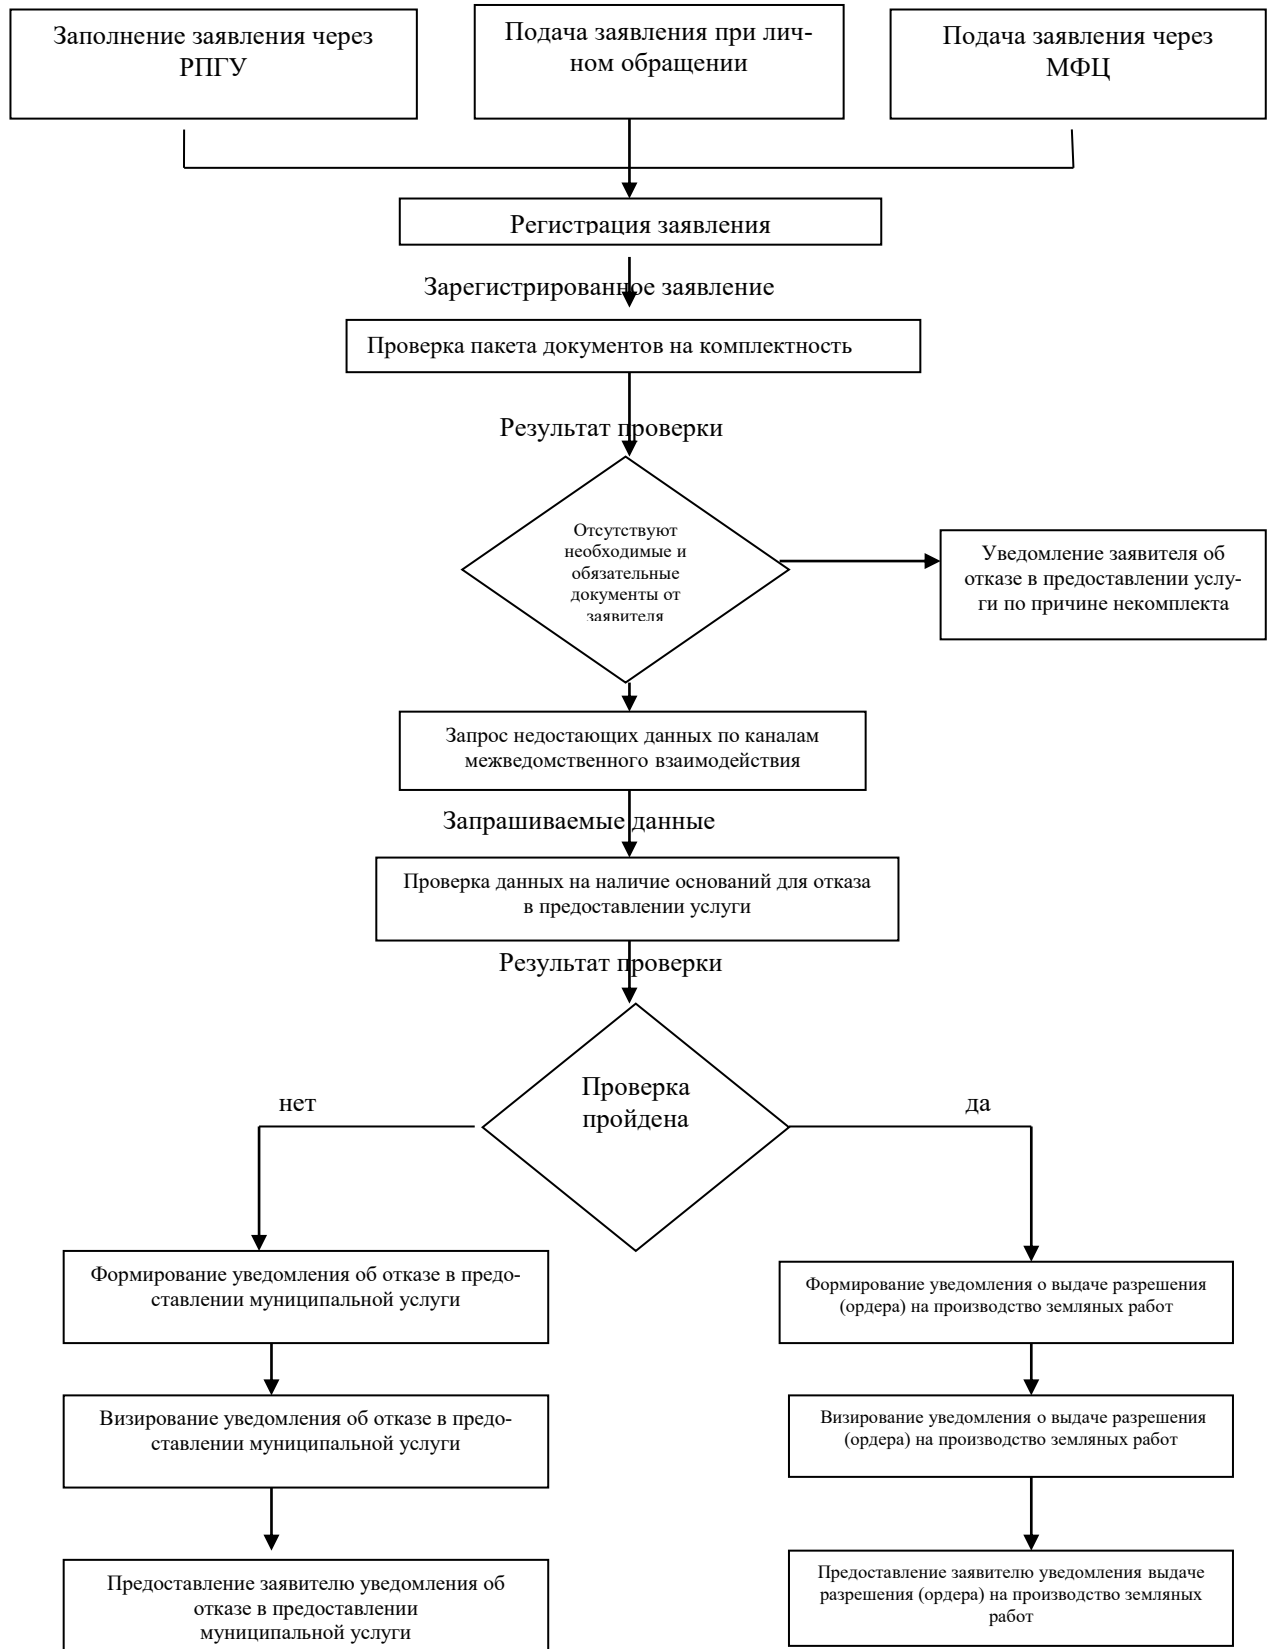 Заполнение заявления через
РПГУ
Подача заявления при лич-
ном обращении
Подача заявления через
МФЦ
Регистрация заявления
Зарегистрированное заявление
Проверка пакета документов на комплектность
Результат проверки
Отсутствуют
необходимые и
обязательные
документы от
заявителя
Уведомление заявителя об
отказе в предоставлении услу-
ги по причине некомплекта
Запрос недостающих данных по каналам
межведомственного взаимодействия
Запрашиваемые данные
Проверка данных на наличие оснований для отказа
в предоставлении услуги
Результат проверки
Проверка
пройдена
нет
да
Формирование уведомления об отказе в предо-
ставлении муниципальной услуги
Формирование уведомления о выдаче разрешения
(ордера) на производство земляных работ
Визирование уведомления об отказе в предо-
ставлении муниципальной услуги
Визирование уведомления о выдаче разрешения
(ордера) на производство земляных работ
Предоставление заявителю уведомления об
отказе в предоставлении
муниципальной услуги
Предоставление заявителю уведомления выдаче
разрешения (ордера) на производство земляных
работ